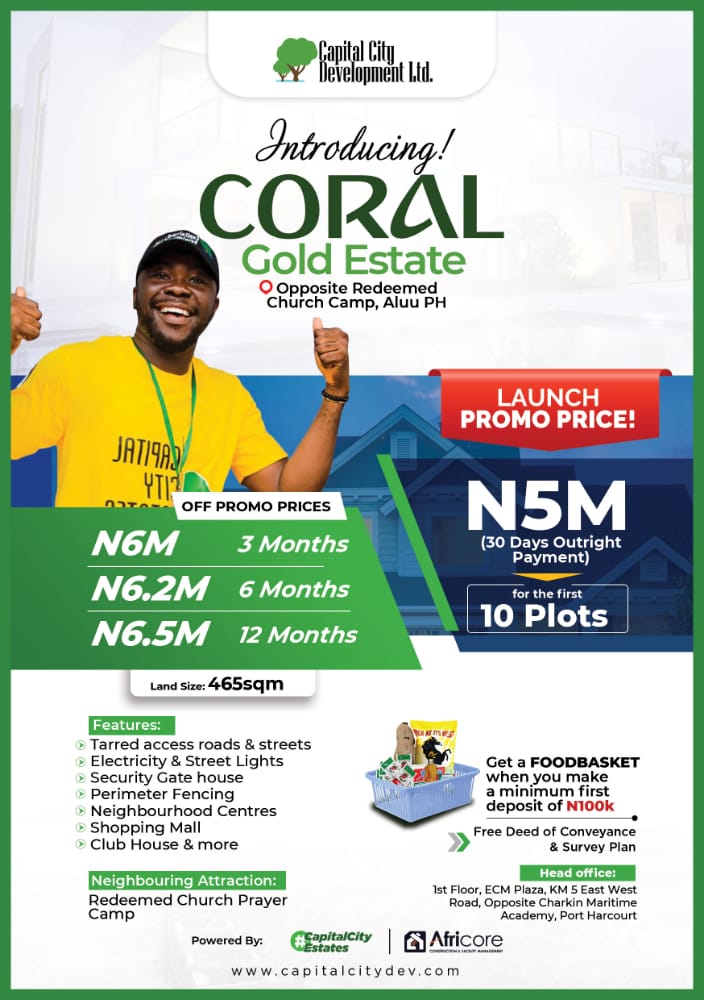 Capital City
Development Ltd.
Introducing!
CORAL
Gold Estate
Opposite Redeemed
Church Camp, Aluu PH
LAUNCH
PROMO PRICE!
CAPITAL
CITY
OFF PROMO PRICES
N6M 3 Months
N6.2M 6 Months
N6.5M 12 Months
N5M
(30 Days Outright
Payment)
for the first
10 Plots
Land Size: 465sqm
Features:
Tarred access roads & streets
Electricity & Street Lights
Security Gate house
Perimeter Fencing
Neighbourhood Centres
Shopping Mall
Club House & more
Neighbouring Attraction:
Redeemed Church Prayer
Camp
Get a FOODBASKET
when you make
a minimum first
deposit of N100k
Free Deed of Conveyance
& Survey Plan
Head office:
1st Floor, ECM Plaza, KM 5 East West
Road, Opposite Charkin Maritime
Academy, Port Harcourt
Powered By:
#CapitalCity
Estates
Africore
CONSTRUCTION & FACILITY MANAGEMENT
www.capitalcitydev.com